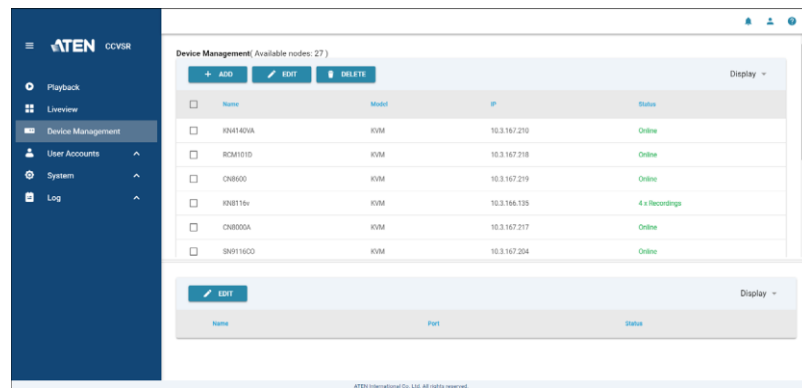 ATEN CCVSR
Playback
Liveview
Device Management
User Accounts
System
Log
Device Management( Available nodes: 27 )
+ ADD EDIT DELETE Display
Name Model IP Status
KN4140VA KVM 10.3.167.210 Online
RCM101D KVM 10.3.167.218 Online
CN8600 KVM 10.3.167.219 Online
KN8116v KVM 10.3.166.135 4 x Recordings
CN8000A KVM 10.3.167.217 Online
SN9116CO KVM 10.3.167.204 Online
EDIT Display
Name Port Status
ATEN International Co., Ltd. All rights reserved.